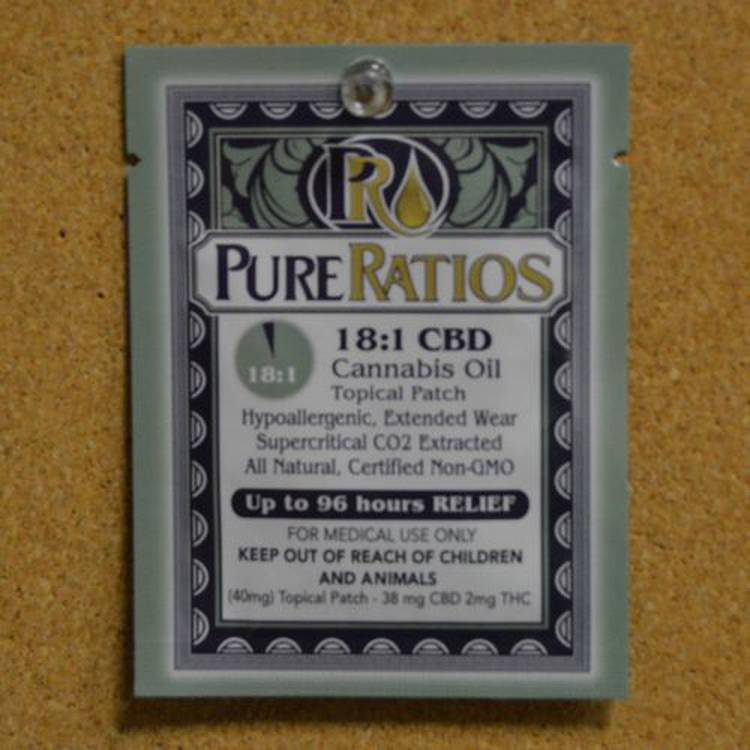 PR
PURERATIOS
18:1
18:1 CBD
Cannabis Oil
Topical Patch
Hypoallergenic, Extended Wear
Supercritical CO2 Extracted
All Natural, Certified Non-GMO
Up to 96 hours RELIEF
FOR MEDICAL USE ONLY
KEEP OUT OF REACH OF CHILDREN
AND ANIMALS
(40mg) Topical Patch - 38 mg CBD 2mg THC